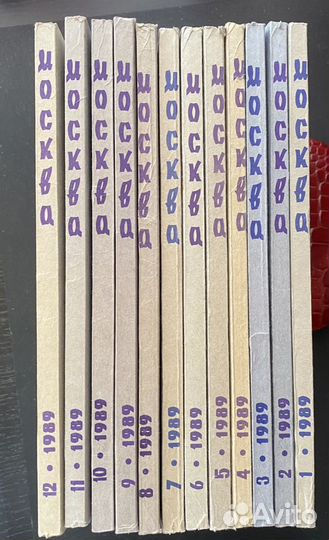 москва 12 • 1989
москва 11 • 1989
москва 10 • 1989
москва 9 • 1989
москва 8 • 1989
москва 7 • 1989
москва 6 • 1989
москва 5 • 1989
москва 4 • 1989
москва 3 • 1989
москва 2 • 1989
москва 1 • 1989
Avito